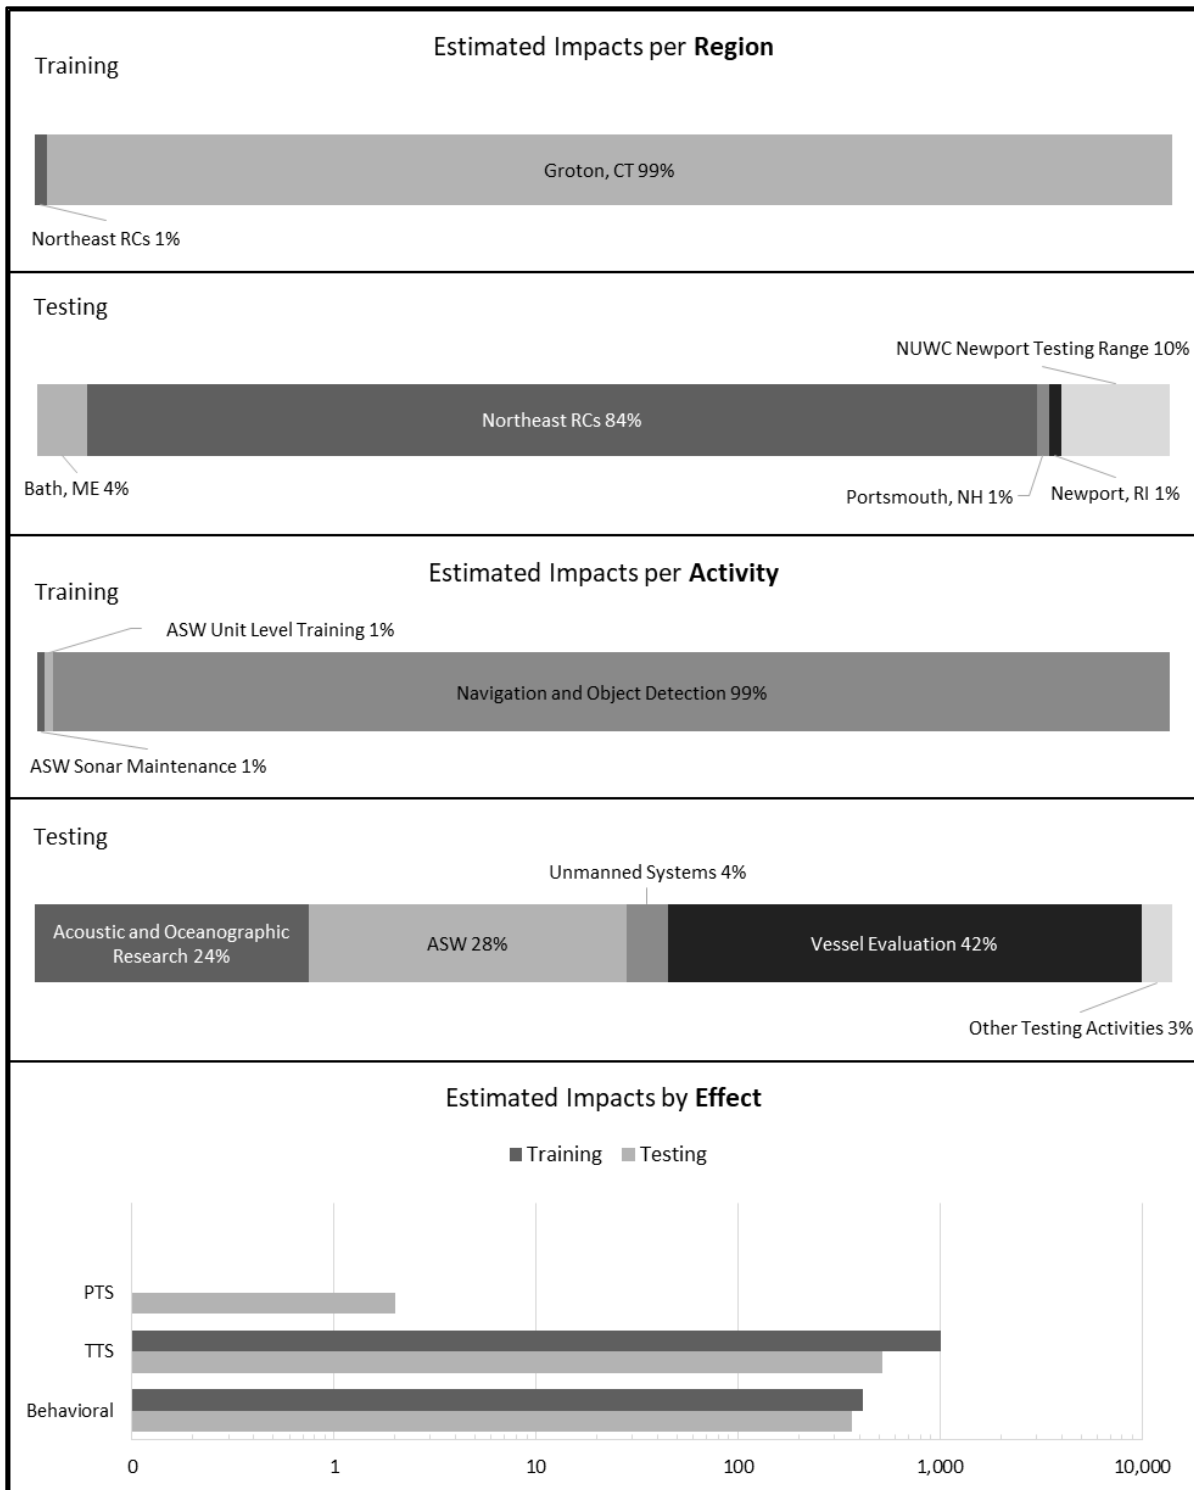 Estimated Impacts per Region
Training
Groton, CT 99%
Northeast RCs 1%
Testing
NUWC Newport Testing Range 10%
Northeast RCs 84%
Bath, ME 4%
Portsmouth, NH 1%
Newport, RI 1%
Estimated Impacts per Activity
Training
ASW Unit Level Training 1%
Navigation and Object Detection 99%
ASW Sonar Maintenance 1%
Testing
Unmanned Systems 4%
Acoustic and Oceanographic
Research 24%
ASW 28%
Vessel Evaluation 42%
Other Testing Activities 3%
Estimated Impacts by Effect
Training Testing
PTS
TTS
Behavioral
0 1 10 100 1,000 10,000